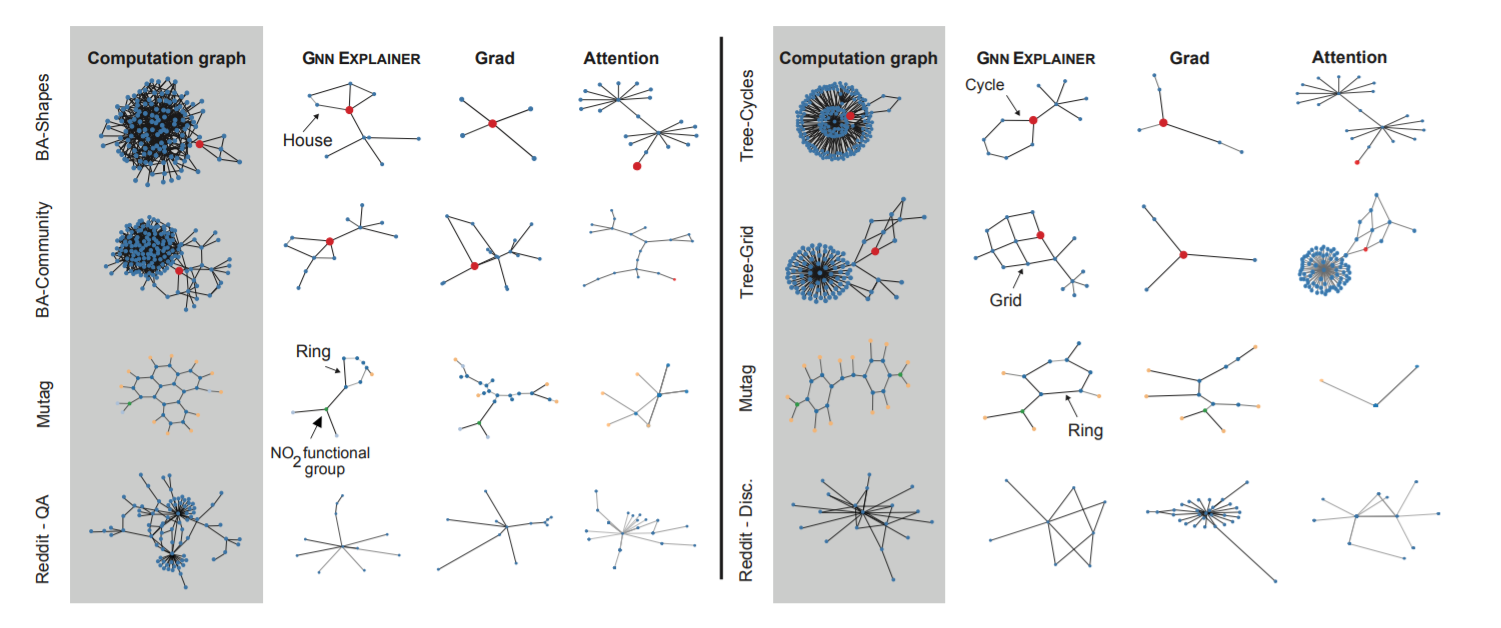 Computation graph
GNN EXPLAINER
Grad
Attention
BA-Shapes
House
BA-Community
Mutag
Ring
NO2 functional
group
Reddit - QA
Computation graph
GNN EXPLAINER
Grad
Attention
Tree-Cycles
Cycle
Tree-Grid
Grid
Mutag
Ring
Reddit - Disc.